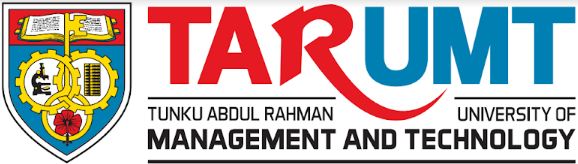 TARUMT
TUNKU ABDUL RAHMAN UNIVERSITY OF
MANAGEMENT AND TECHNOLOGY